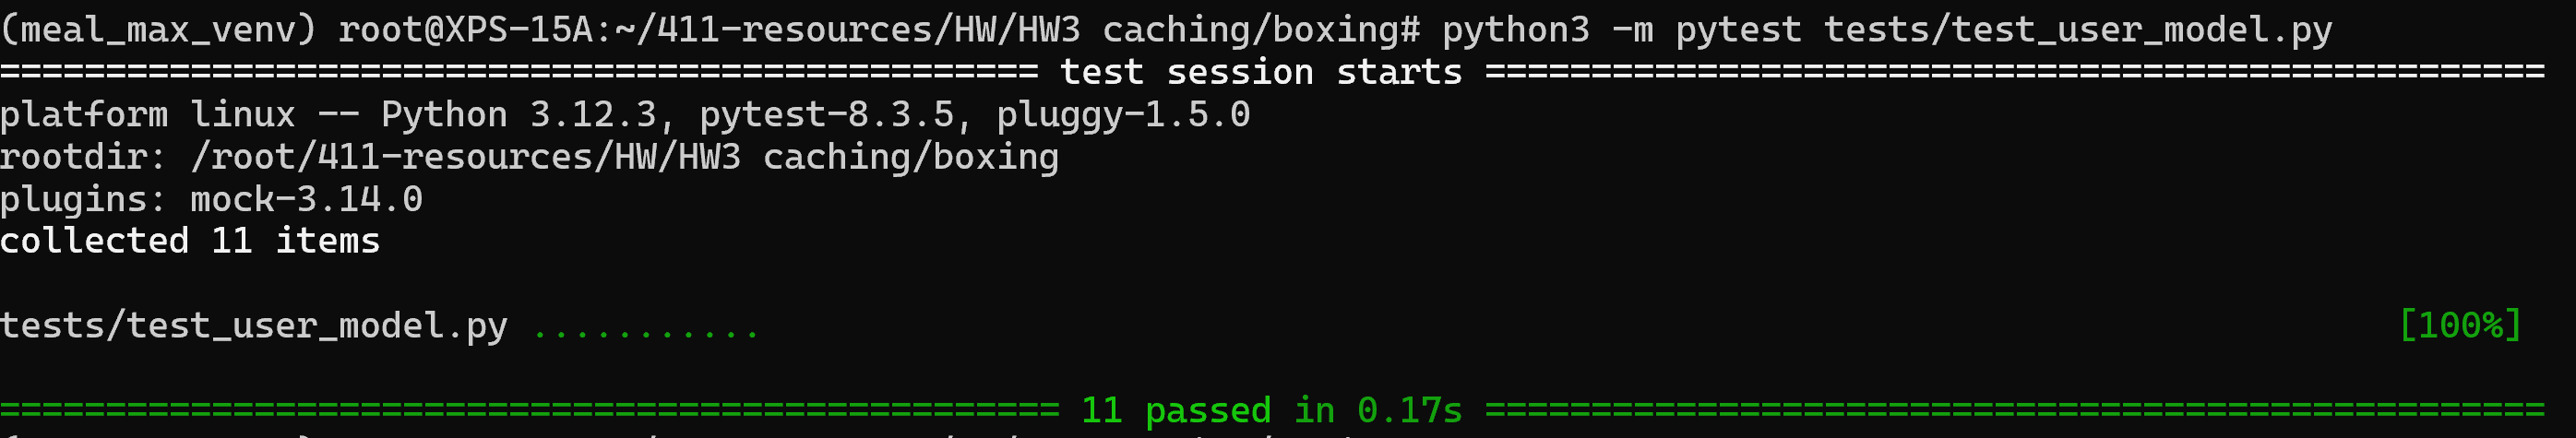 (meal_max_venv) root@XPS-15A:~/411-resources/HW/HW3 caching/boxing# python3 -m pytest tests/test_user_model.py
================================================= test session starts ==================================================
platform linux -- Python 3.12.3, pytest-8.3.5, pluggy-1.5.0
rootdir: /root/411-resources/HW/HW3 caching/boxing
plugins: mock-3.14.0
collected 11 items
tests/test_user_model.py ........... [100%]
================================================== 11 passed in 0.17s ==================================================